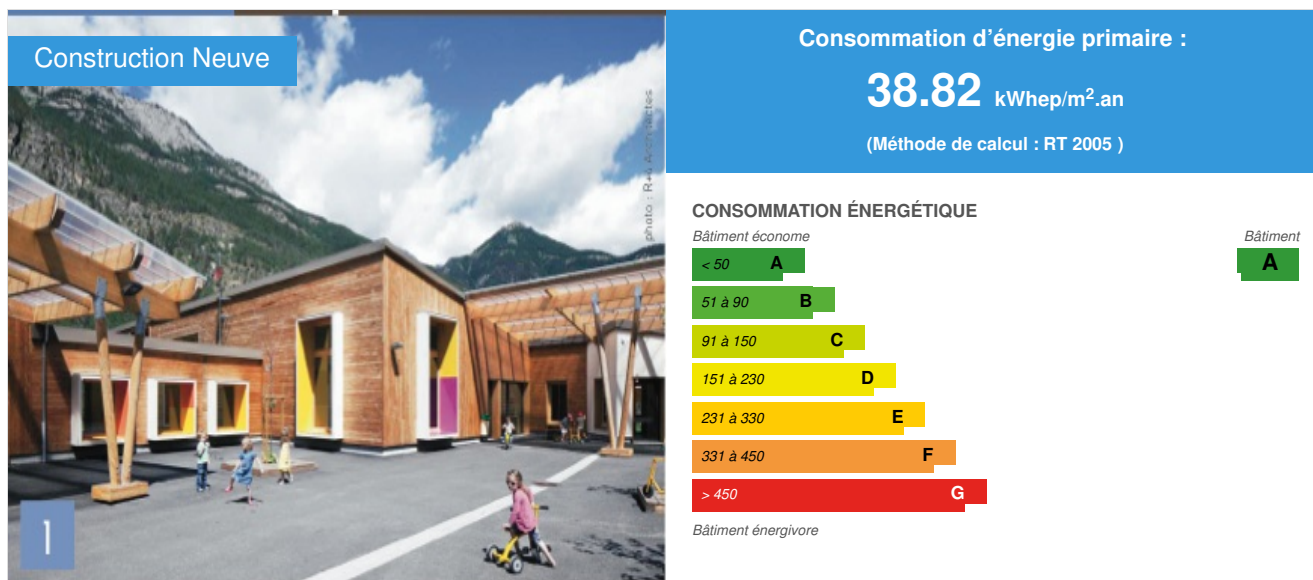 Construction Neuve
photo : R+4 Architectes
1
Consommation d'énergie primaire :
38.82 kWhep/m².an
(Méthode de calcul : RT 2005 )
CONSOMMATION ÉNERGÉTIQUE
Bâtiment économe
Bâtiment
< 50 A
A
51 à 90 B
91 à 150 C
151 à 230 D
231 à 330 E
331 à 450 F
> 450 G
Bâtiment énergivore